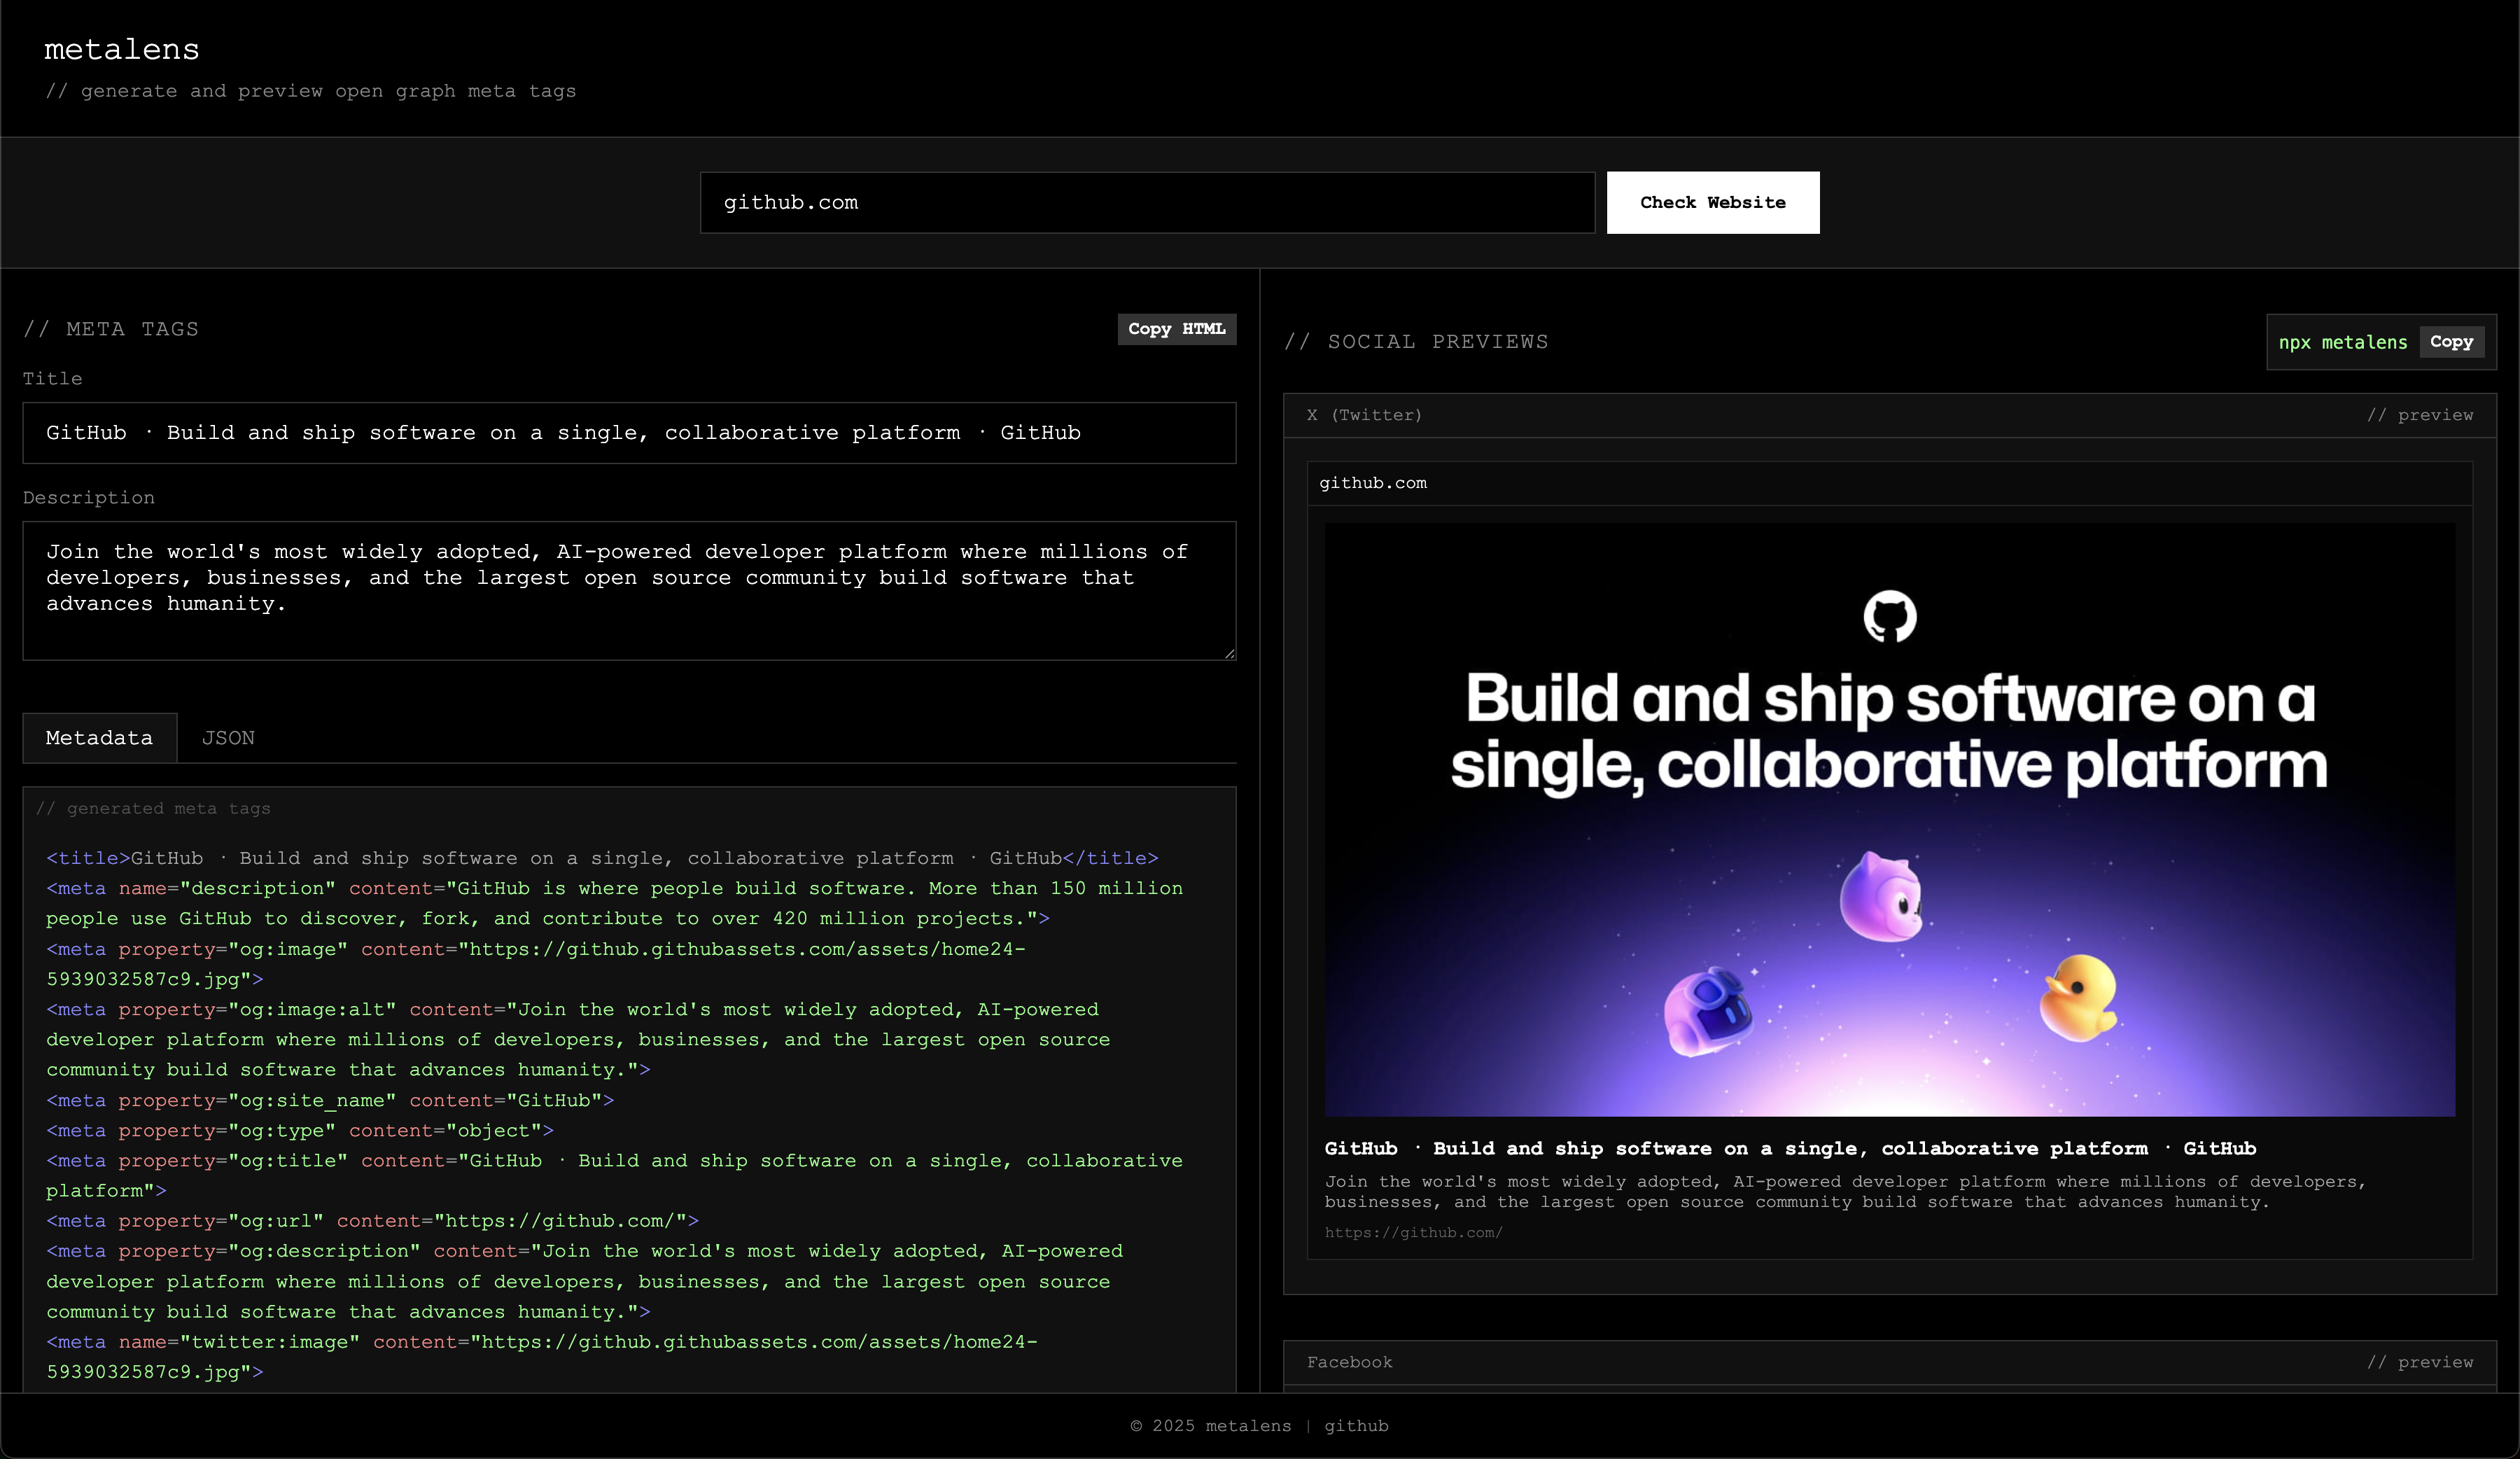 metalens
// generate and preview open graph meta tags
github.com
Check Website
// META TAGS
Copy HTML
Title
GitHub · Build and ship software on a single, collaborative platform · GitHub
Description
Join the world's most widely adopted, AI-powered developer platform where millions of
developers, businesses, and the largest open source community build software that
advances humanity.
Metadata
JSON
// generated meta tags
<title>GitHub · Build and ship software on a single, collaborative platform · GitHub</title>
<meta name="description" content="GitHub is where people build software. More than 150 million
people use GitHub to discover, fork, and contribute to over 420 million projects.">
<meta property="og:image" content="https://github.githubassets.com/assets/home24-
5939032587c9.jpg">
<meta property="og:image:alt" content="Join the world's most widely adopted, AI-powered
developer platform where millions of developers, businesses, and the largest open source
community build software that advances humanity.">
<meta property="og:site_name" content="GitHub">
<meta property="og:type" content="object">
<meta property="og:title" content="GitHub · Build and ship software on a single, collaborative
platform">
<meta property="og:url" content="https://github.com/">
<meta property="og:description" content="Join the world's most widely adopted, AI-powered
developer platform where millions of developers, businesses, and the largest open source
community build software that advances humanity.">
<meta name="twitter:image" content="https://github.githubassets.com/assets/home24-
5939032587c9.jpg">
// SOCIAL PREVIEWS
npx metalens
Copy
X (Twitter)
// preview
github.com
Build and ship software on a
single, collaborative platform
GitHub · Build and ship software on a single, collaborative platform · GitHub
Join the world's most widely adopted, AI-powered developer platform where millions of developers,
businesses, and the largest open source community build software that advances humanity.
https://github.com/
Facebook
// preview
© 2025 metalens | github